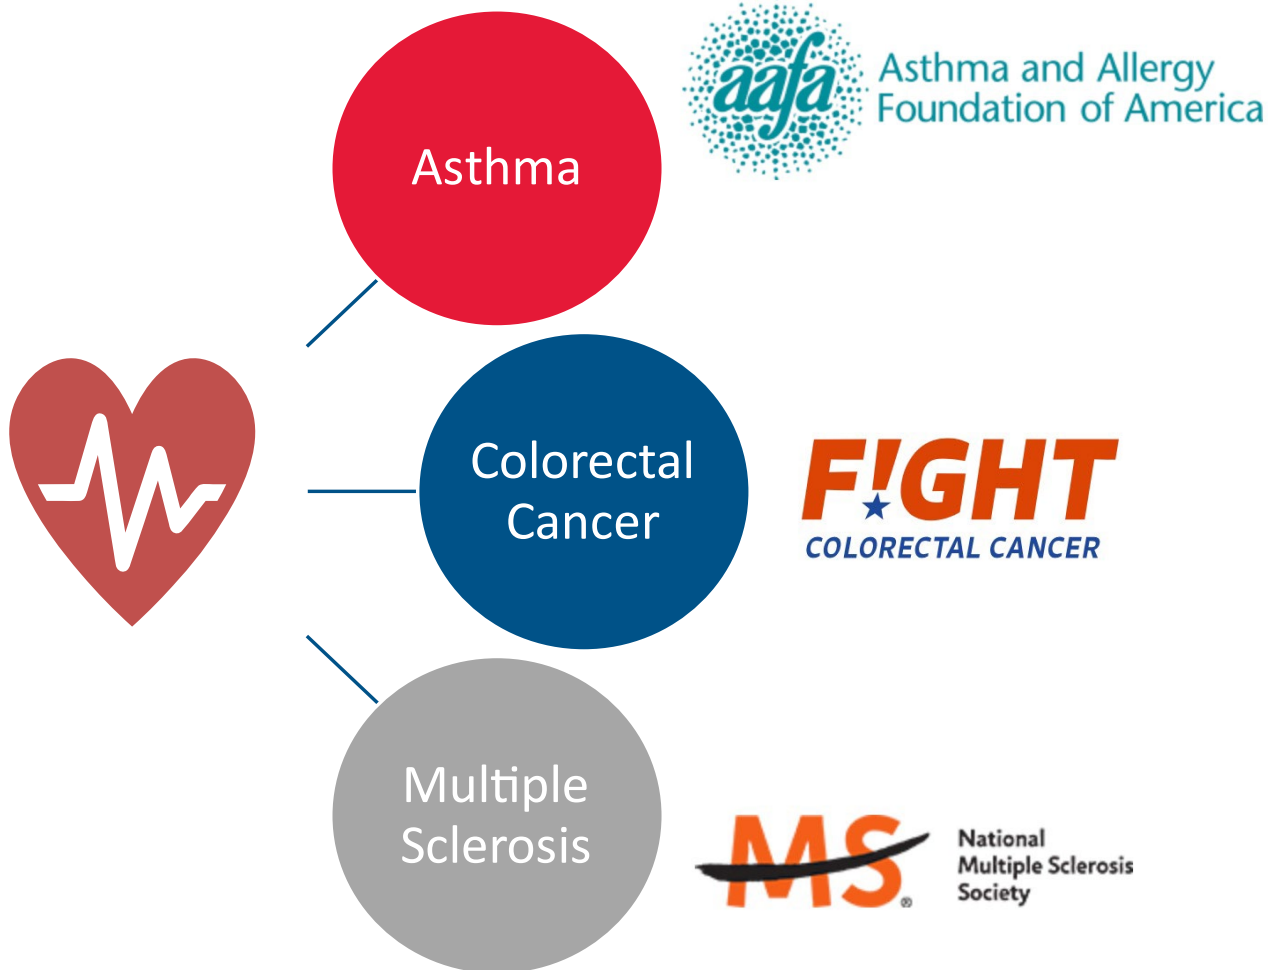 Asthma
aafa
Asthma and Allergy
Foundation of America
Colorectal
Cancer
F!GHT
COLORECTAL CANCER
Multiple
Sclerosis
MS®
National
Multiple Sclerosis
Society